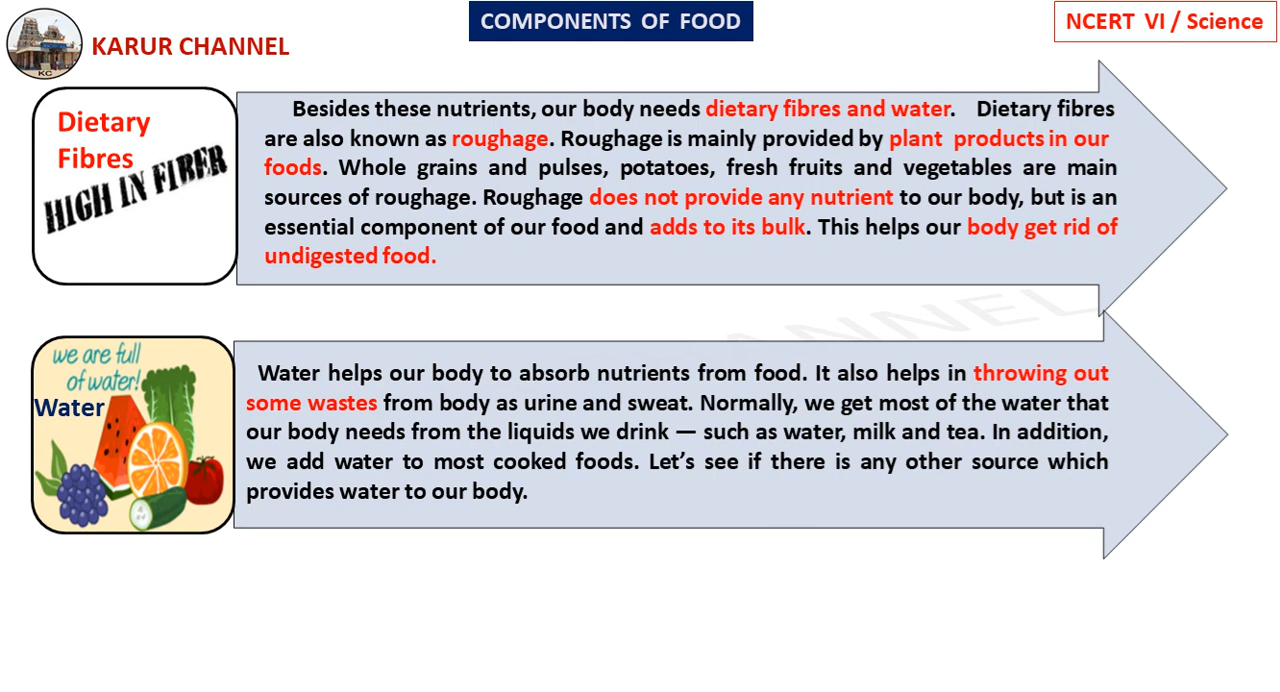 COMPONENTS OF FOOD
NCERT VI / Science
KARUR CHANNEL
KC
Dietary
Fibres
HIGH IN FIBER
Besides these nutrients, our body needs dietary fibres and water. Dietary fibres
are also known as roughage. Roughage is mainly provided by plant products in our
foods. Whole grains and pulses, potatoes, fresh fruits and vegetables are main
sources of roughage. Roughage does not provide any nutrient to our body, but is an
essential component of our food and adds to its bulk. This helps our body get rid of
undigested food.
we are full
of water!
Water
Water helps our body to absorb nutrients from food. It also helps in throwing out
some wastes from body as urine and sweat. Normally, we get most of the water that
our body needs from the liquids we drink — such as water, milk and tea. In addition,
we add water to most cooked foods. Let’s see if there is any other source which
provides water to our body.